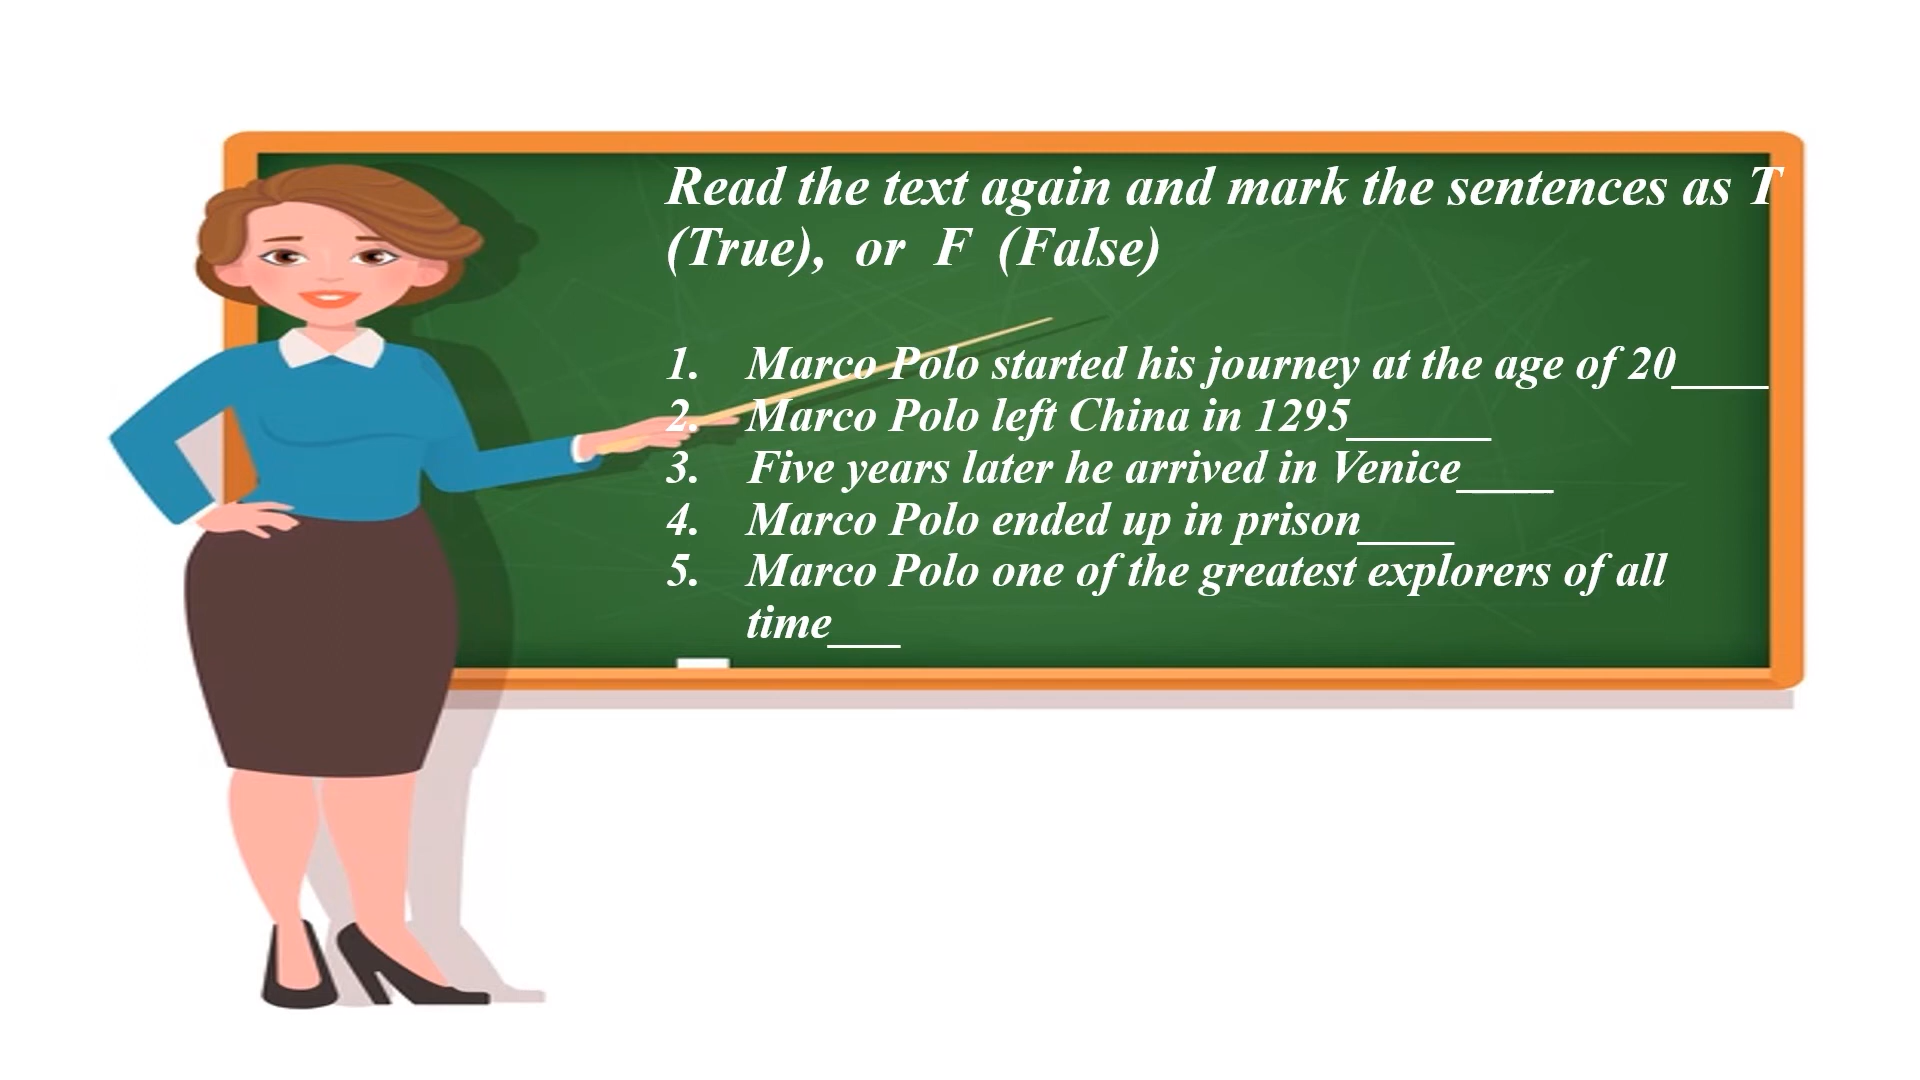 Read the text again and mark the sentences as T
(True), or F (False)
1. Marco Polo started his journey at the age of 20____
2. Marco Polo left China in 1295______
3. Five years later he arrived in Venice____
4. Marco Polo ended up in prison____
5. Marco Polo one of the greatest explorers of all
time___